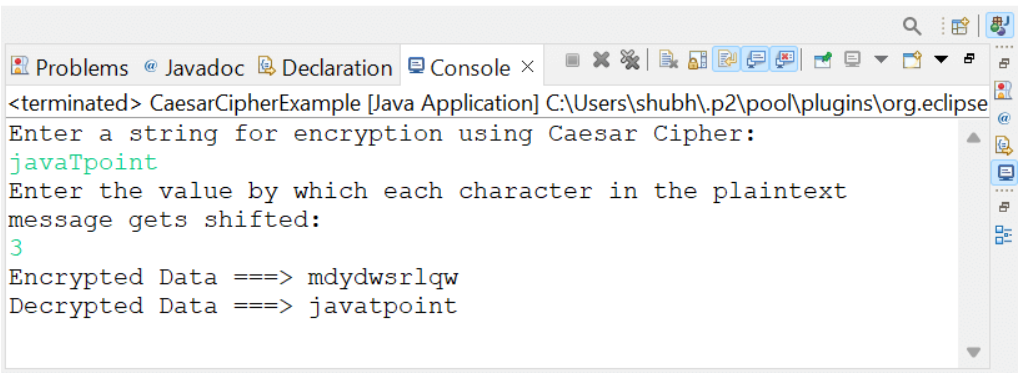 Problems @ Javadoc Declaration Console ×
<terminated> CaesarCipherExample [Java Application] C:\Users\shubh\.p2\pool\plugins\org.eclipse
Enter a string for encryption using Caesar Cipher:
javaTpoint
Enter the value by which each character in the plaintext
message gets shifted:
3
Encrypted Data ===> mdydwsrlqw
Decrypted Data ===> javatpoint